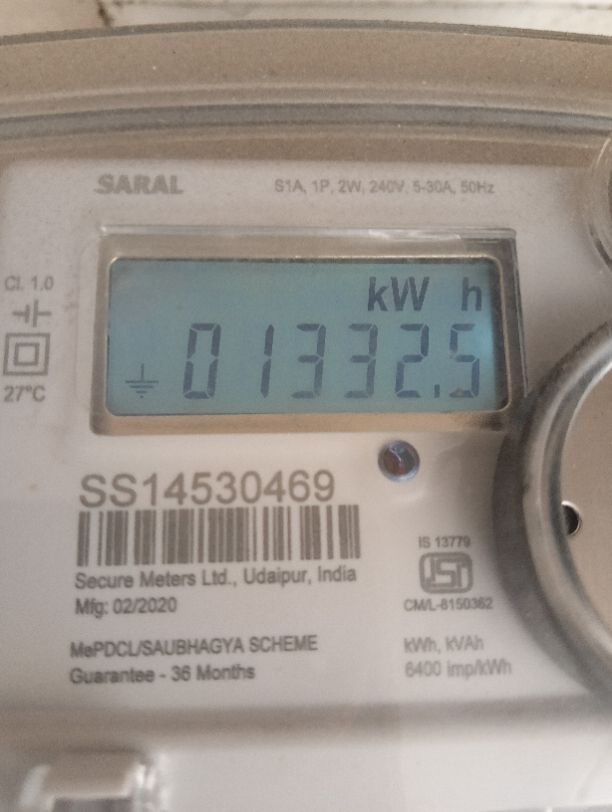 SARAL
S1A, 1P, 2W, 240V, 5-30A, 50Hz
Cl. 1.0
27°C
kW h
01332.5
SS14530469
Secure Meters Ltd., Udaipur, India
Mfg: 02/2020
MePDCL/SAUBHAGYA SCHEME
Guarantee - 36 Months
IS 13779
ISI
CM/L-8150362
kWh, kVAh
6400 imp/kWh